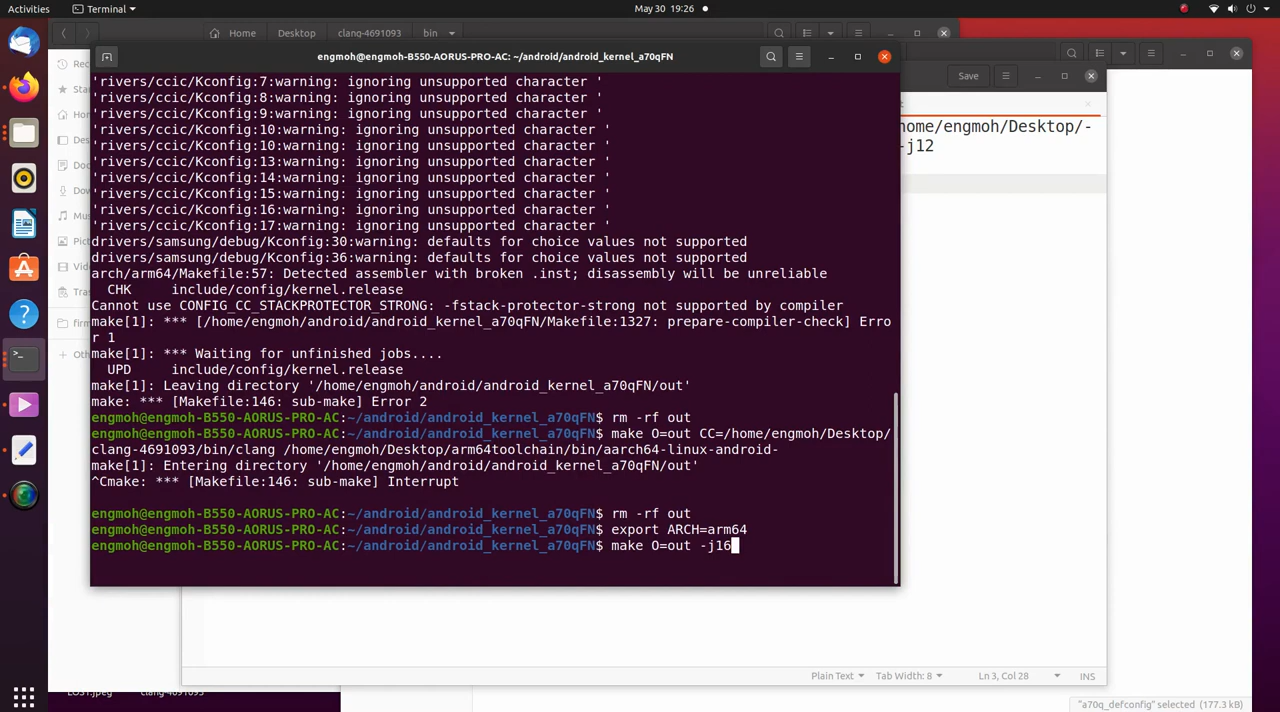 Activities
Terminal
May 30 19:26
Home
Desktop
clang-4691093
bin
engmoh@engmoh-B550-AORUS-PRO-AC: ~/android/android_kernel_a70qFN
Save
Rec
Star
Hor
Des
Doc
Dov
Mus
Pic
Vid
Tra
firm
Oth
home/engmoh/Desktop/-
-j12
'rivers/ccic/Kconfig:7:warning: ignoring unsupported character '
'rivers/ccic/Kconfig:8:warning: ignoring unsupported character '
'rivers/ccic/Kconfig:9:warning: ignoring unsupported character '
'rivers/ccic/Kconfig:10:warning: ignoring unsupported character '
'rivers/ccic/Kconfig:10:warning: ignoring unsupported character '
'rivers/ccic/Kconfig:13:warning: ignoring unsupported character '
'rivers/ccic/Kconfig:14:warning: ignoring unsupported character '
'rivers/ccic/Kconfig:15:warning: ignoring unsupported character '
'rivers/ccic/Kconfig:16:warning: ignoring unsupported character '
'rivers/ccic/Kconfig:17:warning: ignoring unsupported character '
drivers/samsung/debug/Kconfig:30:warning: defaults for choice values not supported
drivers/samsung/debug/Kconfig:36:warning: defaults for choice values not supported
arch/arm64/Makefile:57: Detected assembler with broken .inst; disassembly will be unreliable
CHK     include/config/kernel.release
Cannot use CONFIG_CC_STACKPROTECTOR_STRONG: -fstack-protector-strong not supported by compiler
make[1]: *** [/home/engmoh/android/android_kernel_a70qFN/Makefile:1327: prepare-compiler-check] Erro
r 1
make[1]: *** Waiting for unfinished jobs....
UPD     include/config/kernel.release
make[1]: Leaving directory '/home/engmoh/android/android_kernel_a70qFN/out'
make: *** [Makefile:146: sub-make] Error 2
engmoh@engmoh-B550-AORUS-PRO-AC:~/android/android_kernel_a70qFN$ rm -rf out
engmoh@engmoh-B550-AORUS-PRO-AC:~/android/android_kernel_a70qFN$ make O=out CC=/home/engmoh/Desktop/
clang-4691093/bin/clang /home/engmoh/Desktop/arm64toolchain/bin/aarch64-linux-android-
make[1]: Entering directory '/home/engmoh/android/android_kernel_a70qFN/out'
^Cmake: *** [Makefile:146: sub-make] Interrupt
engmoh@engmoh-B550-AORUS-PRO-AC:~/android/android_kernel_a70qFN$ rm -rf out
engmoh@engmoh-B550-AORUS-PRO-AC:~/android/android_kernel_a70qFN$ export ARCH=arm64
engmoh@engmoh-B550-AORUS-PRO-AC:~/android/android_kernel_a70qFN$ make O=out -j16
Plain Text
Tab Width: 8
Ln 3, Col 28
INS
clang-4691093
"a70q_defconfig" selected (177.3 kB)